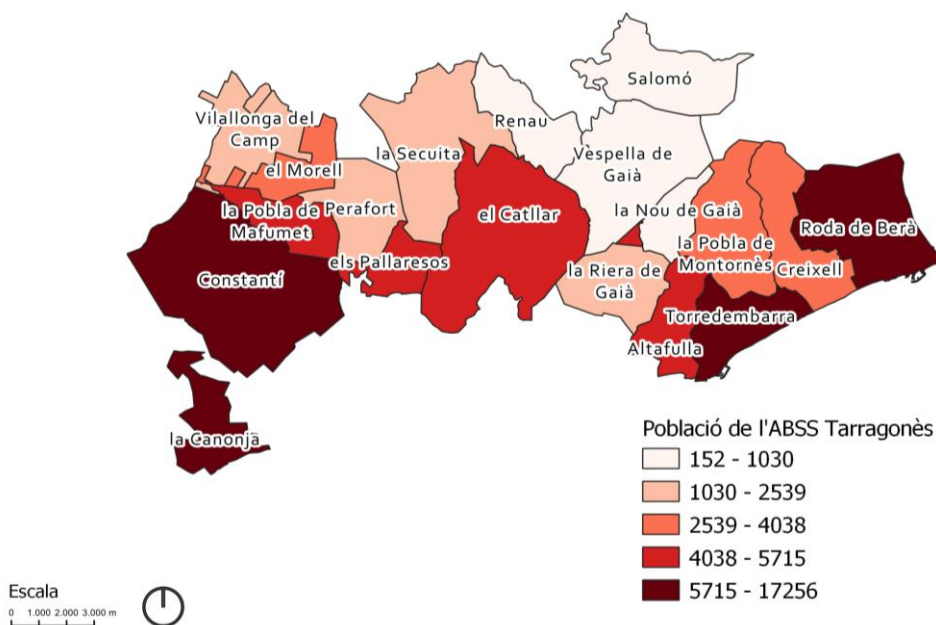 Salomó
Vilallonga del
Camp
Renau
la Secuita
Vespella de
Gaià
el Morell
la Pobla de
Mafumet
Perafort
el Catllar
la Nou de Gaià
Roda de Berà
els Pallaresos
la Pobla de
Montornès
Creixell
Constantí
la Riera de
Gaià
Torredembarra
Altafulla
la Canonja
Població de l'ABSS Tarragonès
152 - 1030
1030 - 2539
2539 - 4038
4038 - 5715
5715 - 17256
Escala
0 1.000 2.000 3.000 m